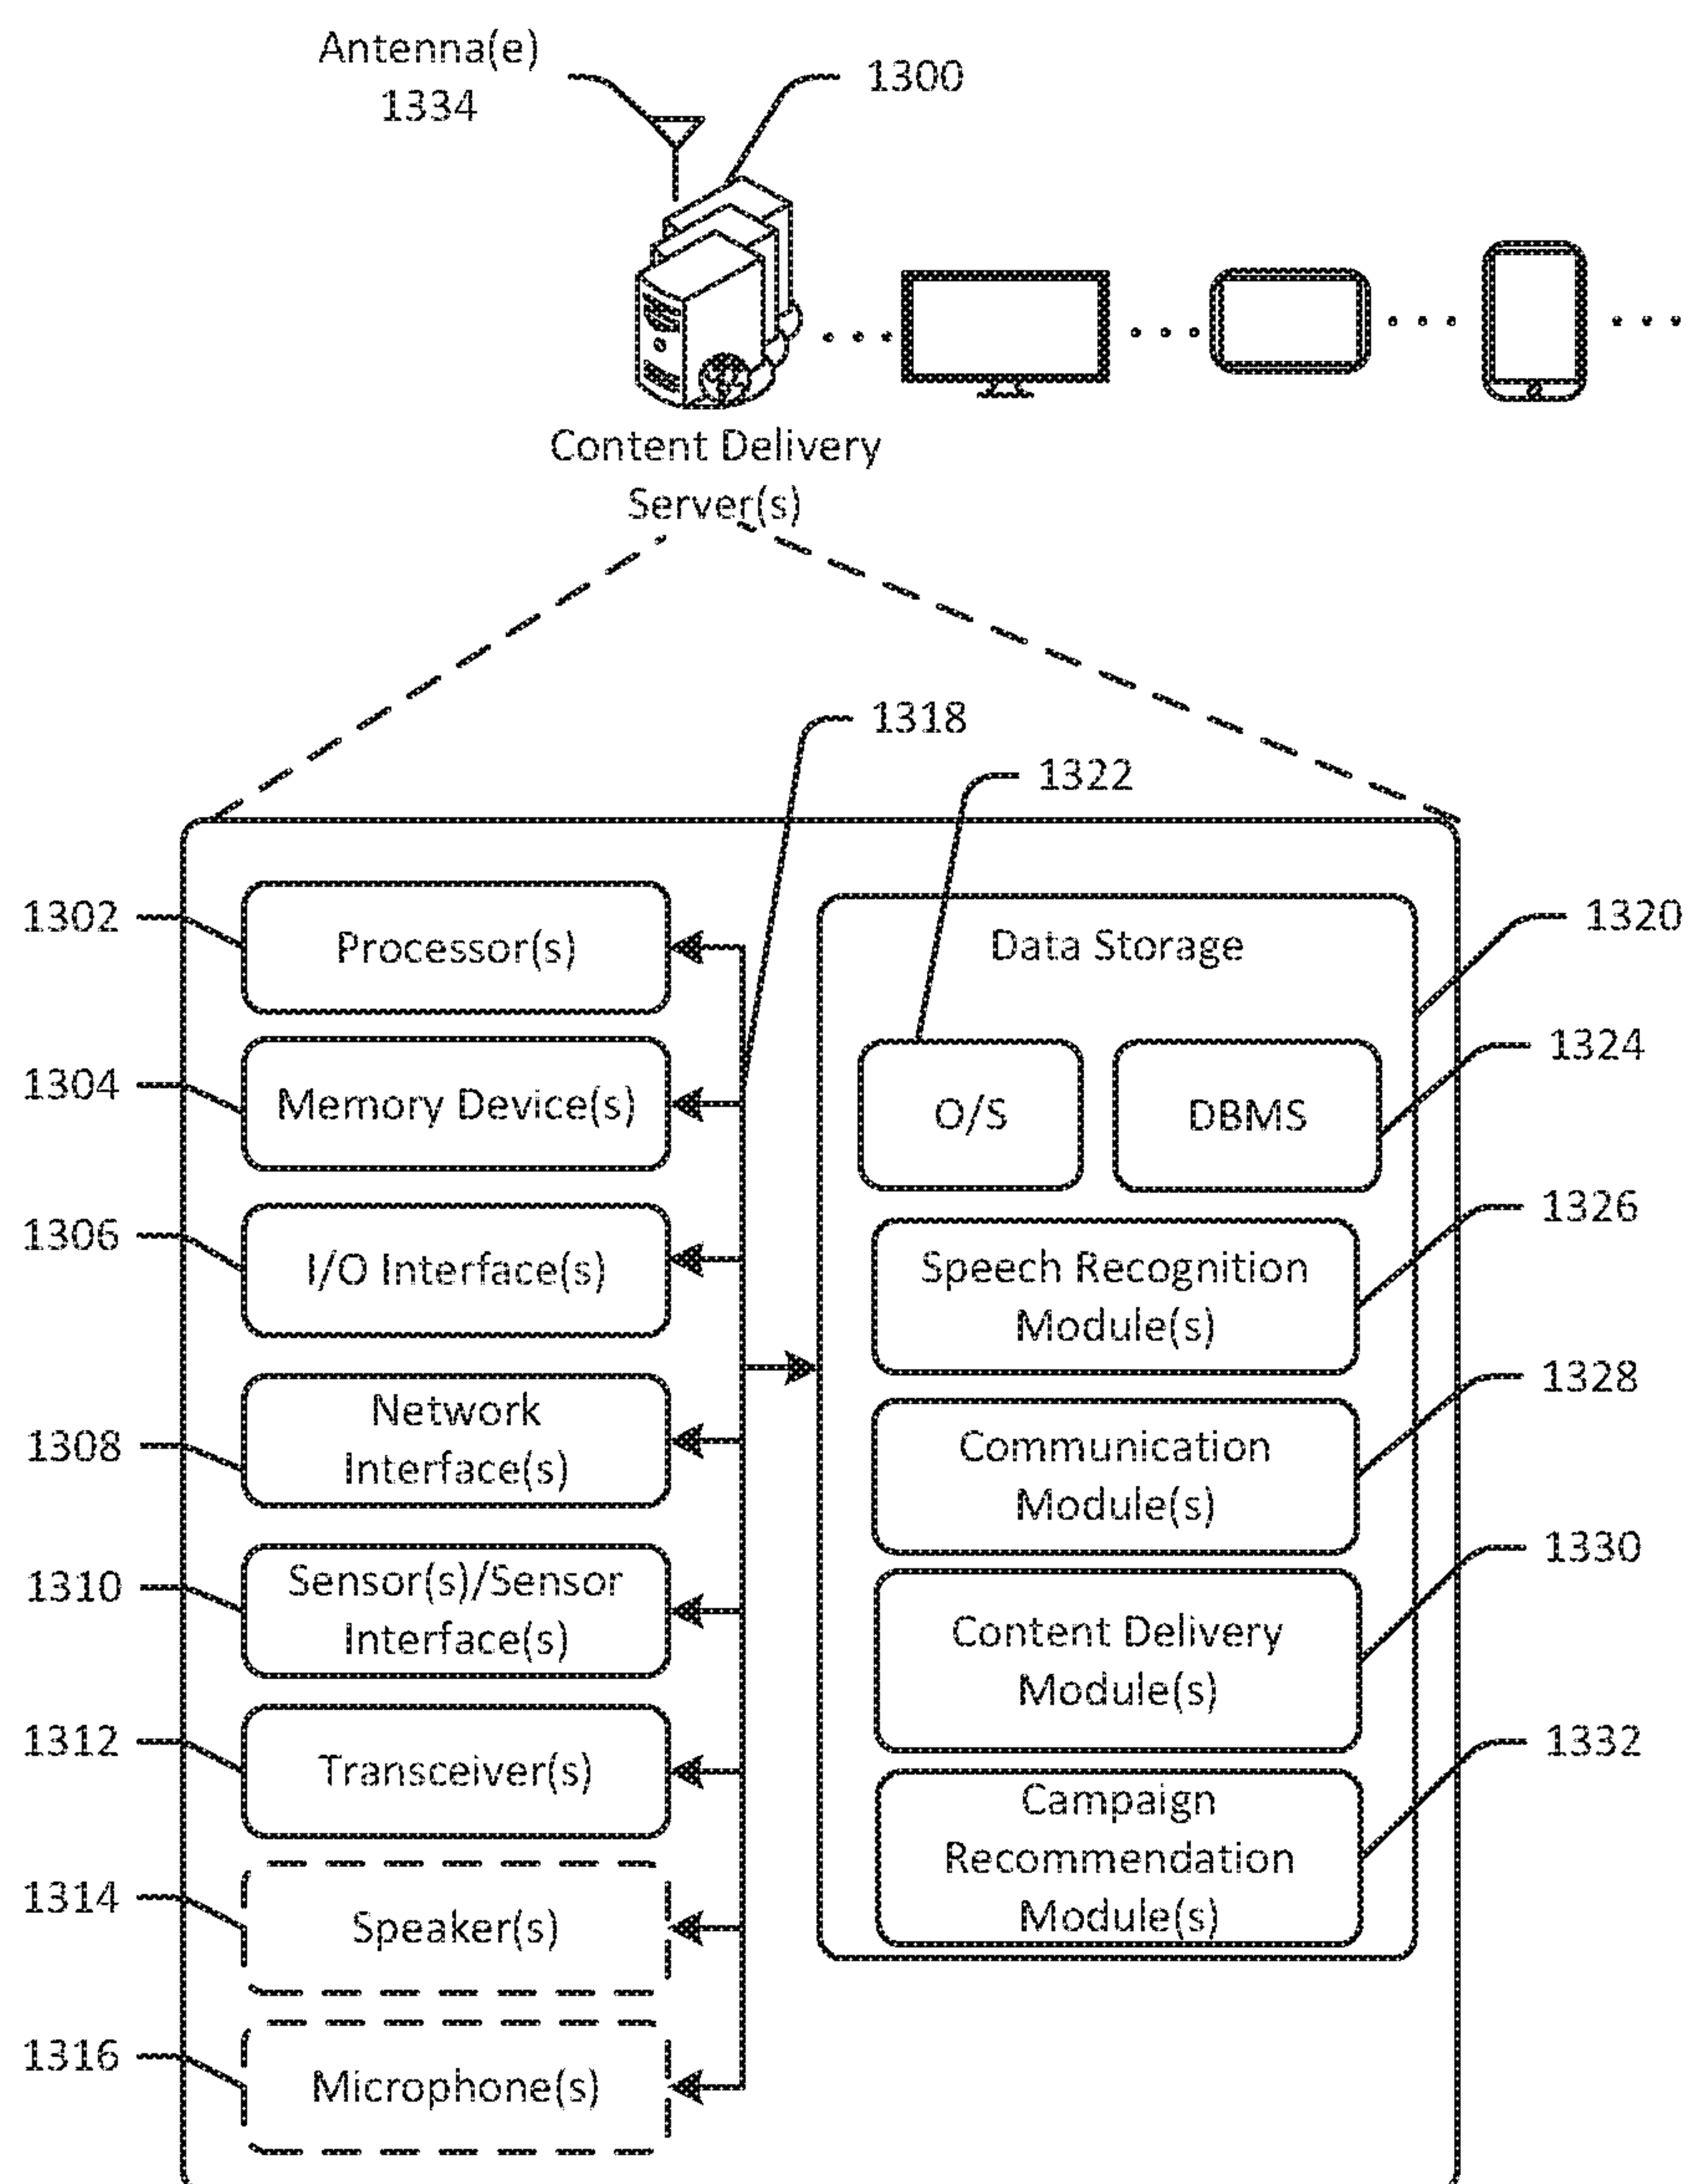 Antenna(e)
1334
1300
Content Delivery
Server(s)
1318
1322
1302
Processor(s)
1304
Memory Device(s)
1306
I/O Interface(s)
1308
Network
Interface(s)
1310
Sensor(s)/Sensor
Interface(s)
1312
Transceiver(s)
1314
Speaker(s)
1316
Microphone(s)
Data Storage
1320
O/S
DBMS
1324
Speech Recognition
Module(s)
1326
Communication
Module(s)
1328
Content Delivery
Module(s)
1330
Campaign
Recommendation
Module(s)
1332